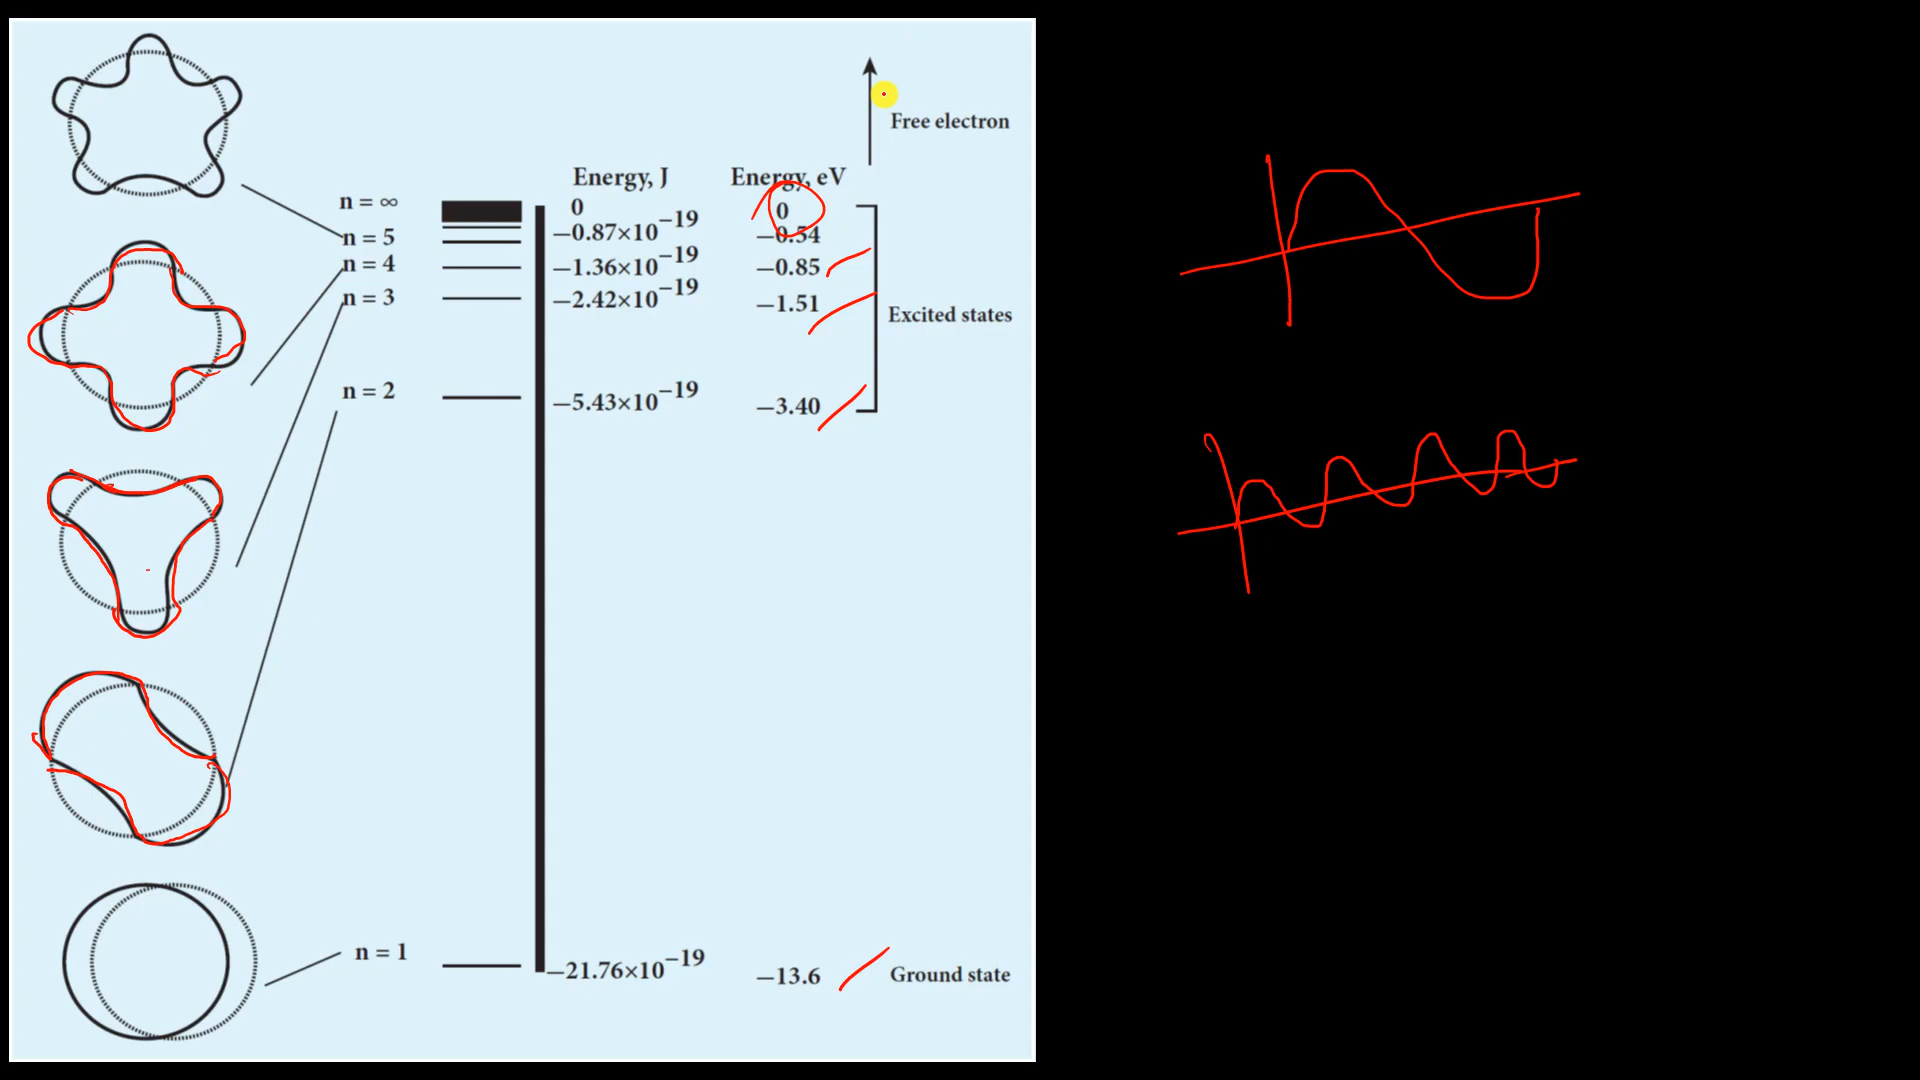 Free electron
Energy, J Energy, eV
n = ∞ 0 0
n = 5 −0.87×10−19 −0.54
n = 4 −1.36×10−19 −0.85
n = 3 −2.42×10−19 −1.51
Excited states
n = 2 −5.43×10−19 −3.40
n = 1 −21.76×10−19 −13.6 Ground state